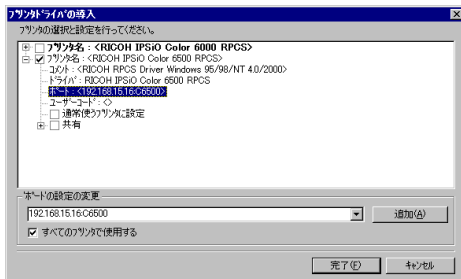 プリンタドライバの導入
プリンタの選択と設定を行ってください。
プリンタ名 : <RICOH IPSiO Color 6000 RPCS>
プリンタ名 : <RICOH IPSiO Color 6500 RPCS>
コメント : <RICOH RPCS Driver Windows 95/98/NT 4.0/2000>
ドライバ : RICOH IPSiO Color 6500 RPCS
ポート : <192.168.15.16:C6500>
ユーザーコード : <>
通常使うプリンタに設定
共有
ポートの設定の変更
192.168.15.16:C6500
追加(A)
すべてのプリンタで使用する
完了(F)
キャンセル